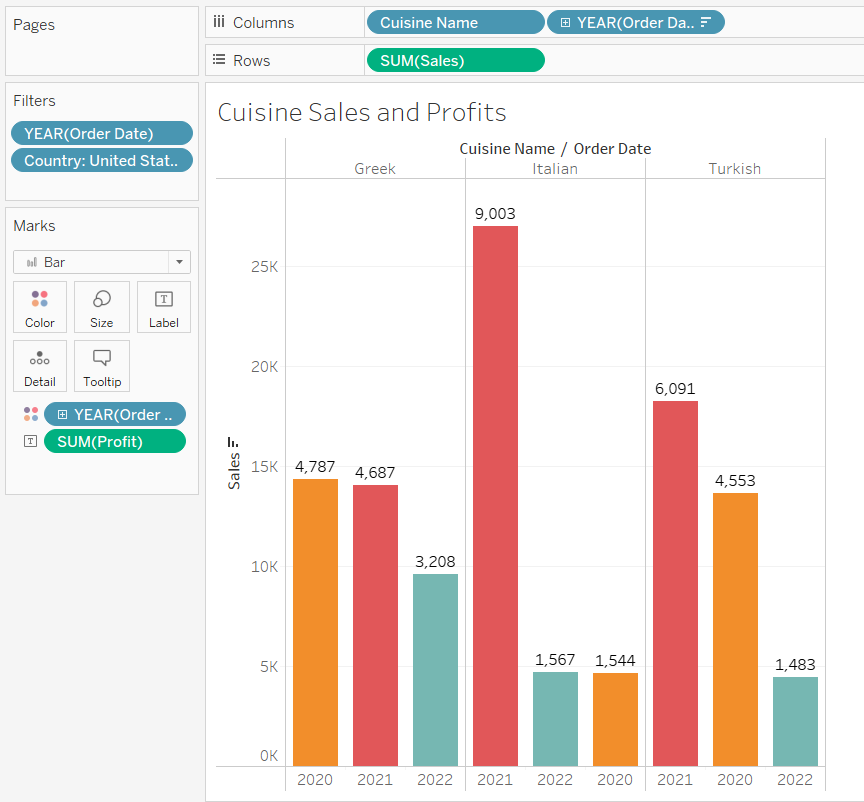 Pages
Columns
Cuisine Name
YEAR(Order Da..
Rows
SUM(Sales)
Filters
YEAR(Order Date)
Country: United Stat..
Marks
Bar
Color
Size
Label
Detail
Tooltip
YEAR(Order ..
SUM(Profit)
Cuisine Sales and Profits
Cuisine Name / Order Date
Greek
Italian
Turkish
Sales
25K
20K
15K
10K
5K
0K
4,787
4,687
3,208
9,003
1,567
1,544
6,091
4,553
1,483
2020
2021
2022
2021
2022
2020
2021
2020
2022